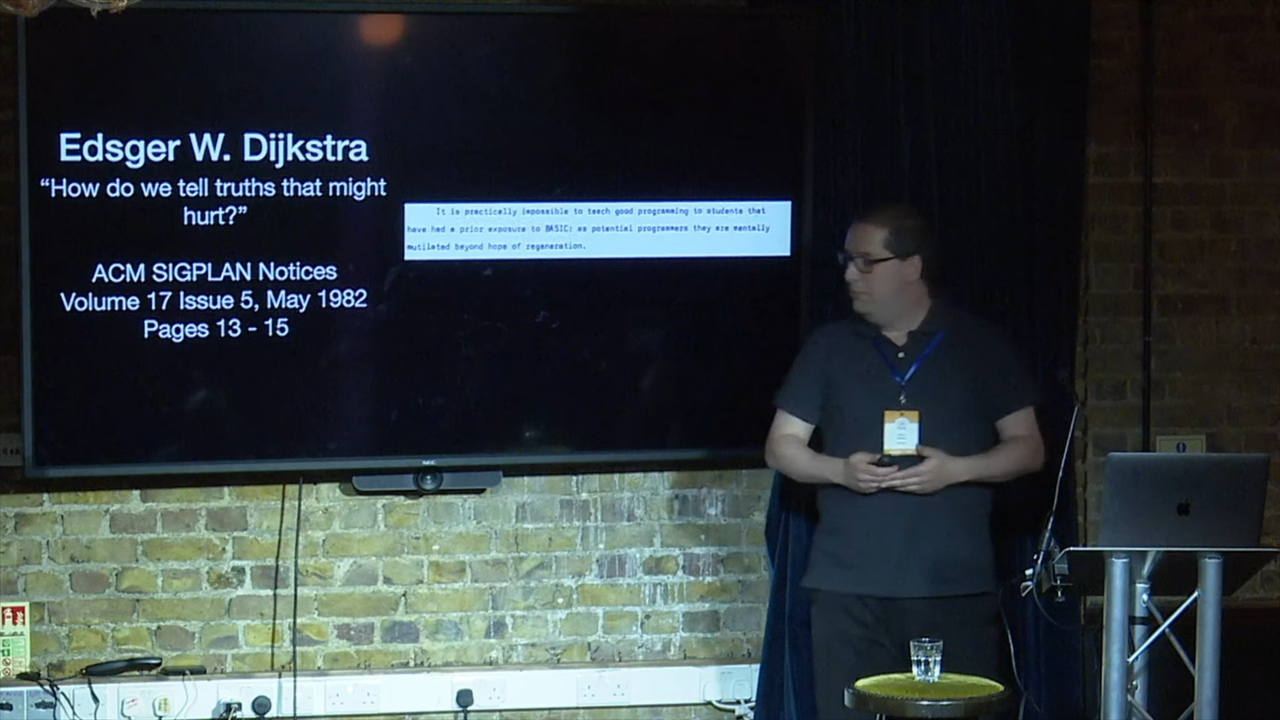 Edsger W. Dijkstra
“How do we tell truths that might
hurt?”
ACM SIGPLAN Notices
Volume 17 Issue 5, May 1982
Pages 13 - 15
It is practically impossible to teach good programming to students that
have had a prior exposure to BASIC: as potential programmers they are mentally
mutilated beyond hope of regeneration.
NEC